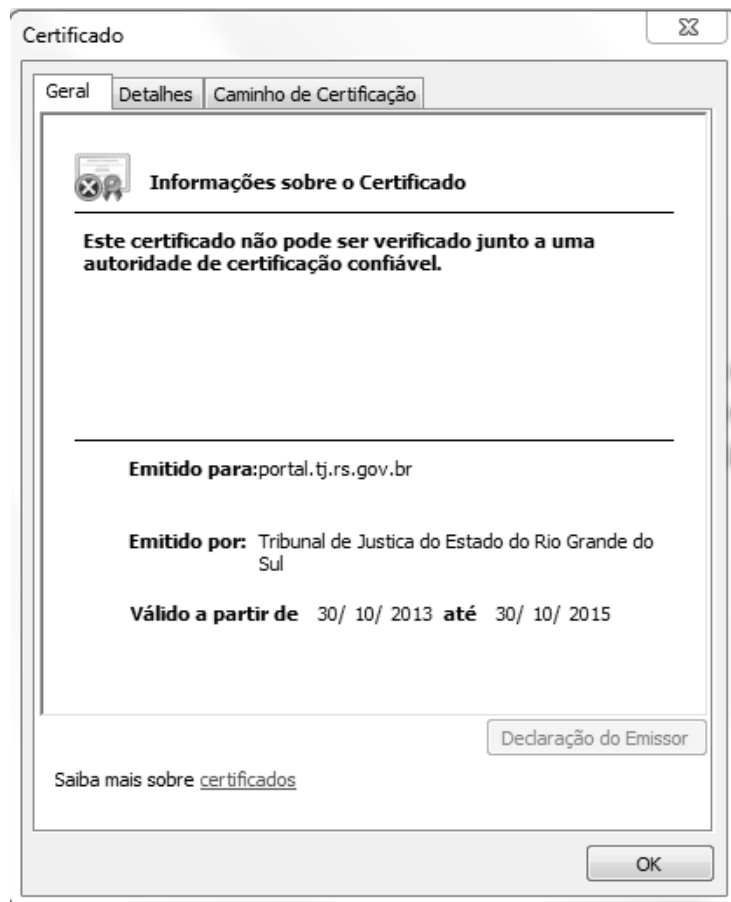 Certificado
Geral
Detalhes
Caminho de Certificação
Informações sobre o Certificado
Este certificado não pode ser verificado junto a uma
autoridade de certificação confiável.
Emitido para:portal.tj.rs.gov.br
Emitido por: Tribunal de Justica do Estado do Rio Grande do
Sul
Válido a partir de 30/ 10/ 2013 até 30/ 10/ 2015
Declaração do Emissor
Saiba mais sobre certificados
OK